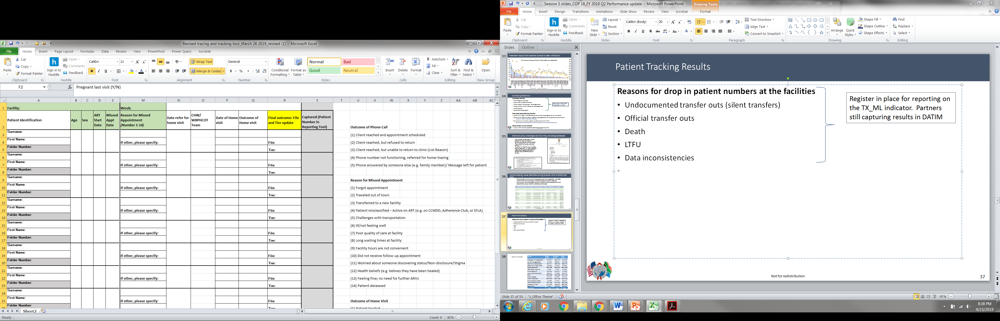 Revised tracing and tracking tool_March 26 2019_revised (1) - Microsoft Excel
File Home Insert Page Layout Formulas Data Review View PowerPivot Power Query Acrobat
Cut
Copy
Format Painter
Paste
Clipboard
Sign in to Huddle
Open
Comments
Feedback
Huddle
Calibri 11
Font
Wrap Text
Merge & Center
Alignment
General
Number
Conditional Formatting
Format as Table
Normal Bad
Good Neutral
Styles
Insert Delete Format
Cells
AutoSum
Fill
Clear
Sort & Filter
Find & Select
Editing
Open
New Group
F2 fx Pregnant last visit (Y/N)
A B C D E M N O P Q R S T U V W X Y Z AA AB AC
1 Facility: Week:
2 Patient Identification
Age
Sex
ART Start Date
Missed Appt Date
Reason for Missed Appointment (Number 1-14)
Date refer for home visit
CHW/ WBPHCOT Team
Date of Home visit
Outcome of Home visit
Final outcome: File and Tier update
Captured (Patient Number in Reporting Tool)
3 Surname:
4 First Name: If other, please specify: File:
5 Folder Number: Tier:
6 Surname:
7 First Name: If other, please specify: File:
8 Folder Number: Tier:
9 Surname:
10 First Name: If other, please specify: File:
11 Folder Number: Tier:
12 Surname:
13 First Name: If other, please specify: File:
14 Folder Number: Tier:
15 Surname:
16 First Name: If other, please specify: File:
17 Folder Number: Tier:
18 Surname:
19 First Name: If other, please specify: File:
20 Folder Number: Tier:
21 Surname:
22 First Name: If other, please specify: File:
23 Folder Number: Tier:
24 Surname:
25 First Name: If other, please specify: File:
26 Folder Number: Tier:
Outcome of Phone Call
(1) Client reached and appointment scheduled
(2) Client reached, but refused to return
(3) Client reached, but unable to return to clinic (List Reason)
(4) Phone number not functioning, referred for home-tracing
(5) Phone answered by someone else (e.g. family member)/ Message left for patient
Reason for Missed Appointment
(1) Forgot appointment
(2) Traveled out of town
(3) Transferred to a new facility
(4) Patient misclassified – Active on ART (e.g. on CCMDD, Adherence Club, or SFLA)
(5) Challenges with transportation
(6) Ill/not feeling well
(7) Poor quality of care at facility
(8) Long waiting times at facility
(9) Facility hours are not convenient
(10) Did not receive follow-up appointment
(11) Worried about someone discovering status/Non-disclosure/Stigma
(12) Health beliefs (e.g. belives they have been healed)
(13) Feeling fine; no need for further ARVs
(14) Patient deceased
Outcome of Home Visit
(1) Patient located
Sheet2
Ready Count: 9 80%
Session 5 slides_COP 18_FY 2019 Q2 Performance update - Microsoft PowerPoint
Drawing Tools
File Home Insert Design Transitions Animations Slide Show Review View Acrobat Format
Cut
Copy
Format Painter
Paste
Clipboard
Sign in to Huddle
Open
Comments
Feedback
Huddle
New Slide
Layout
Reset
Section
Slides
Calibri (Body) 20
Font
Text Direction
Align Text
Convert to SmartArt
Paragraph
Arrange
Quick Styles
Shape Fill
Shape Outline
Shape Effects
Drawing
Find
Replace
Select
Editing
Slides Outline
33 Treatment results from baseline Siyenza to date - eThekwini
34 Addressing Retention
35 Site-level policy challenges and how they are being addressed
36 Communicating issues identified during Siyenza visits to NDOH and
37 Patient Tracking Results
38
Patient Tracking Results
Reasons for drop in patient numbers at the facilities
• Undocumented transfer outs (silent transfers)
• Official transfer outs
• Death
• LTFU
• Data inconsistencies
Register in place for reporting on
the TX_ML indicator. Partners
still capturing results in DATIM
Not for redistribution
37
Slide 37 of 53 "1_Office Theme" 97%
8:38 PM
4/23/2019